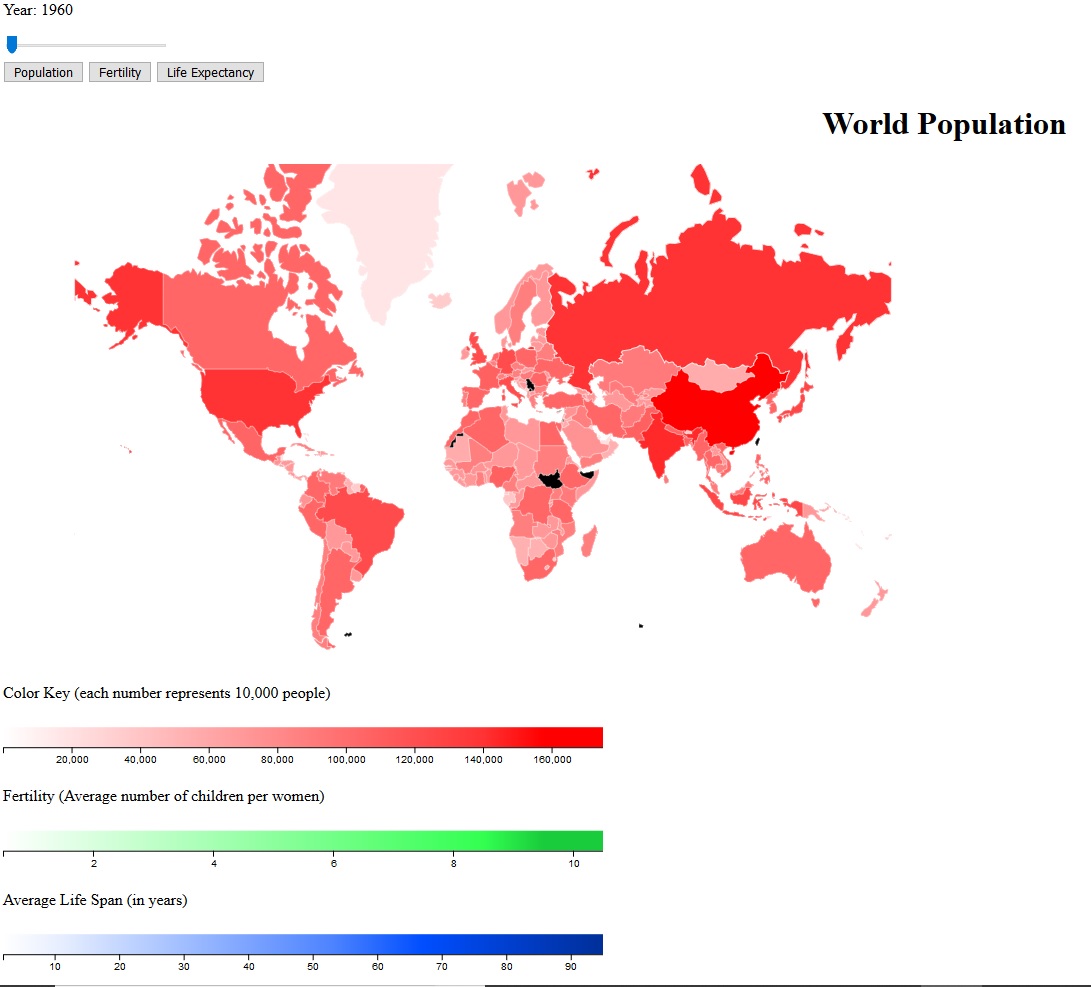 Year: 1960
Population Fertility Life Expectancy
World Population
Color Key (each number represents 10,000 people)
20,000 40,000 60,000 80,000 100,000 120,000 140,000 160,000
Fertility (Average number of children per women)
2 4 6 8 10
Average Life Span (in years)
10 20 30 40 50 60 70 80 90